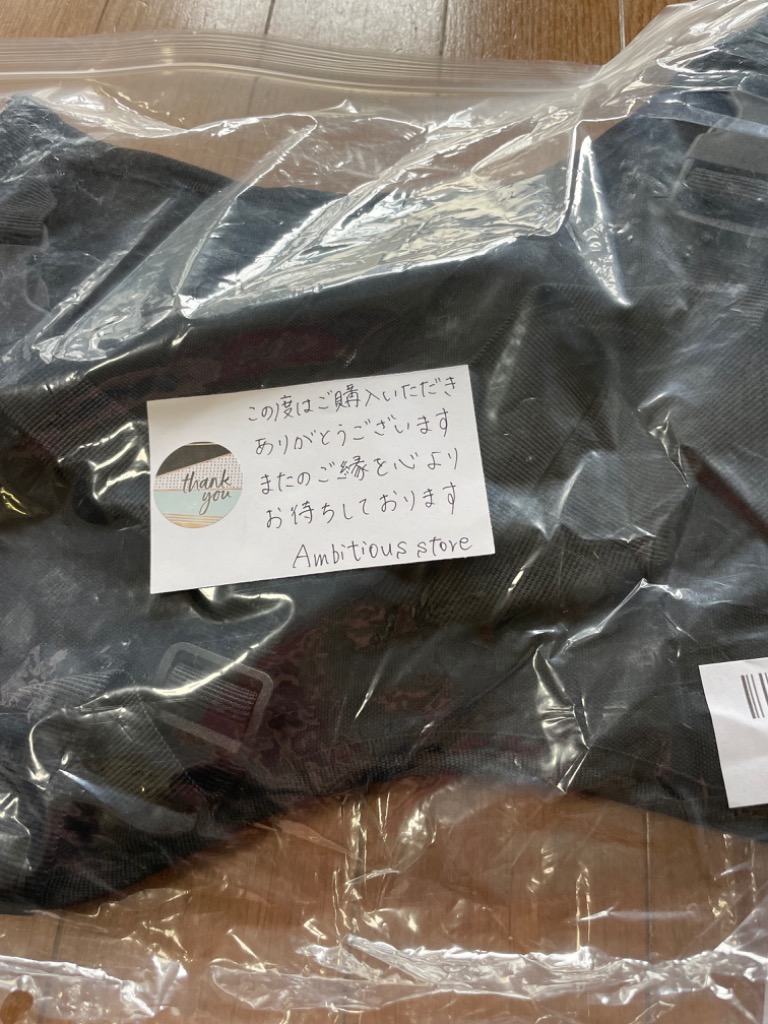 この度はご購入いただき
ありがとうございます
またのご縁を心より
お待ちしております
Ambitious store
thank
you